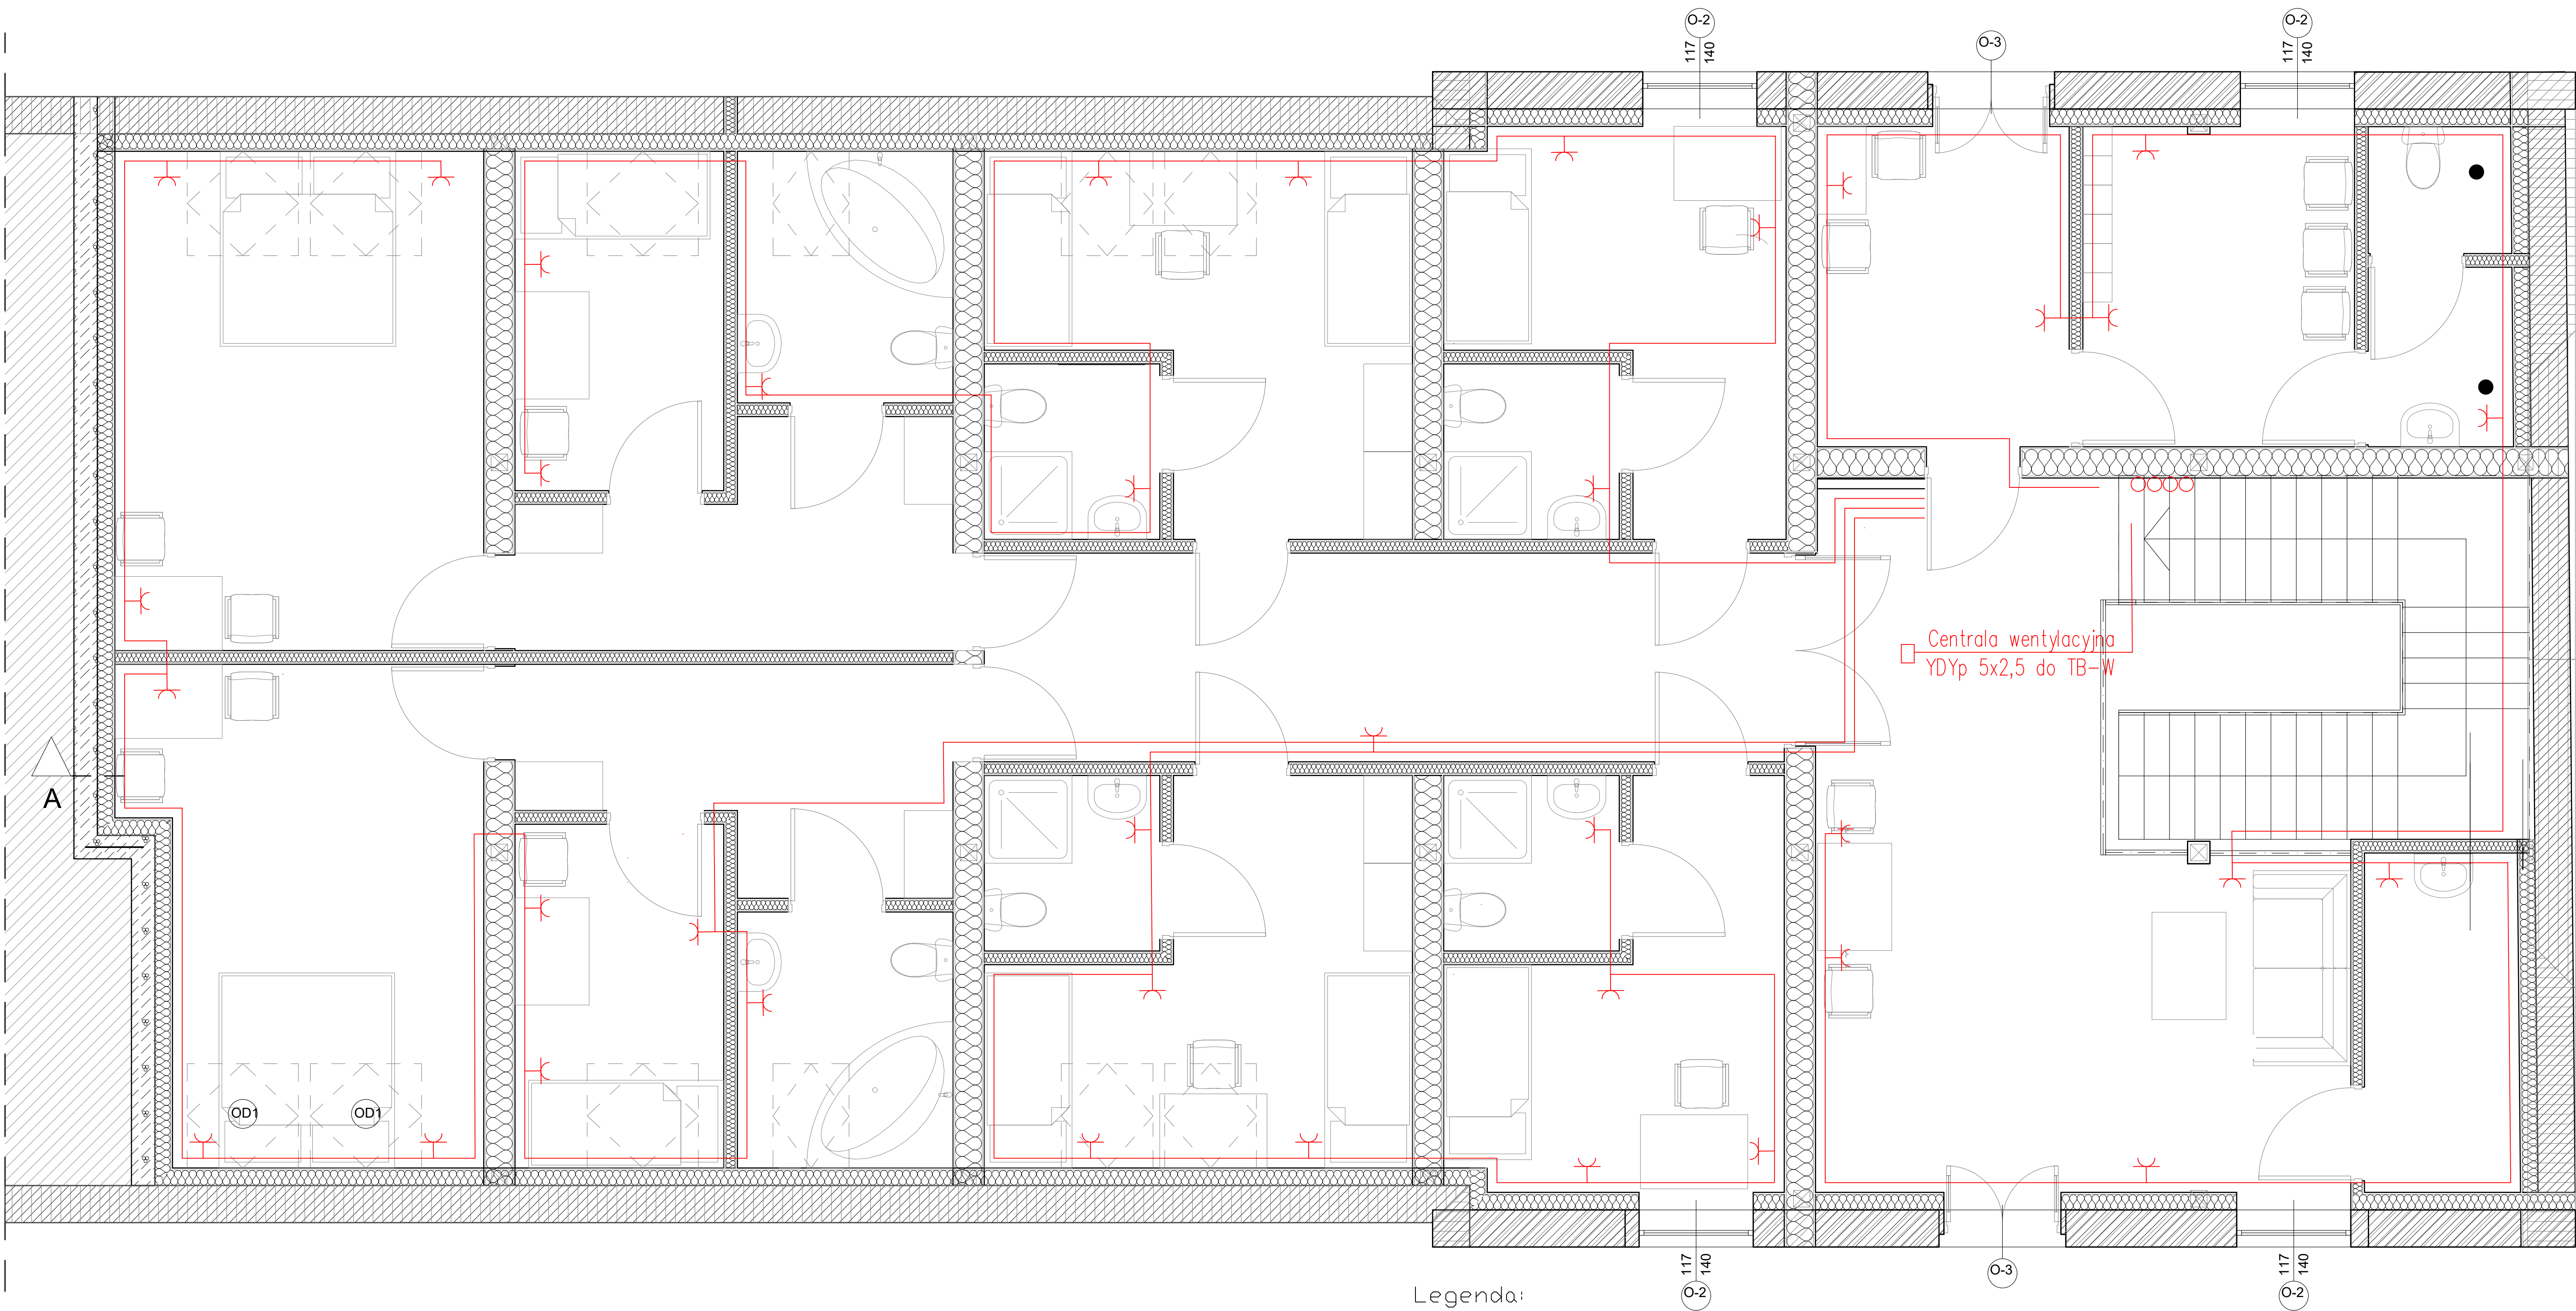 O-2
117
140
O-3
O-2
117
140
Centrala wentylacyjna
YDYp 5x2,5 do TB-W
A
OD1
OD1
117
140
O-2
O-3
117
140
O-2
Legenda: